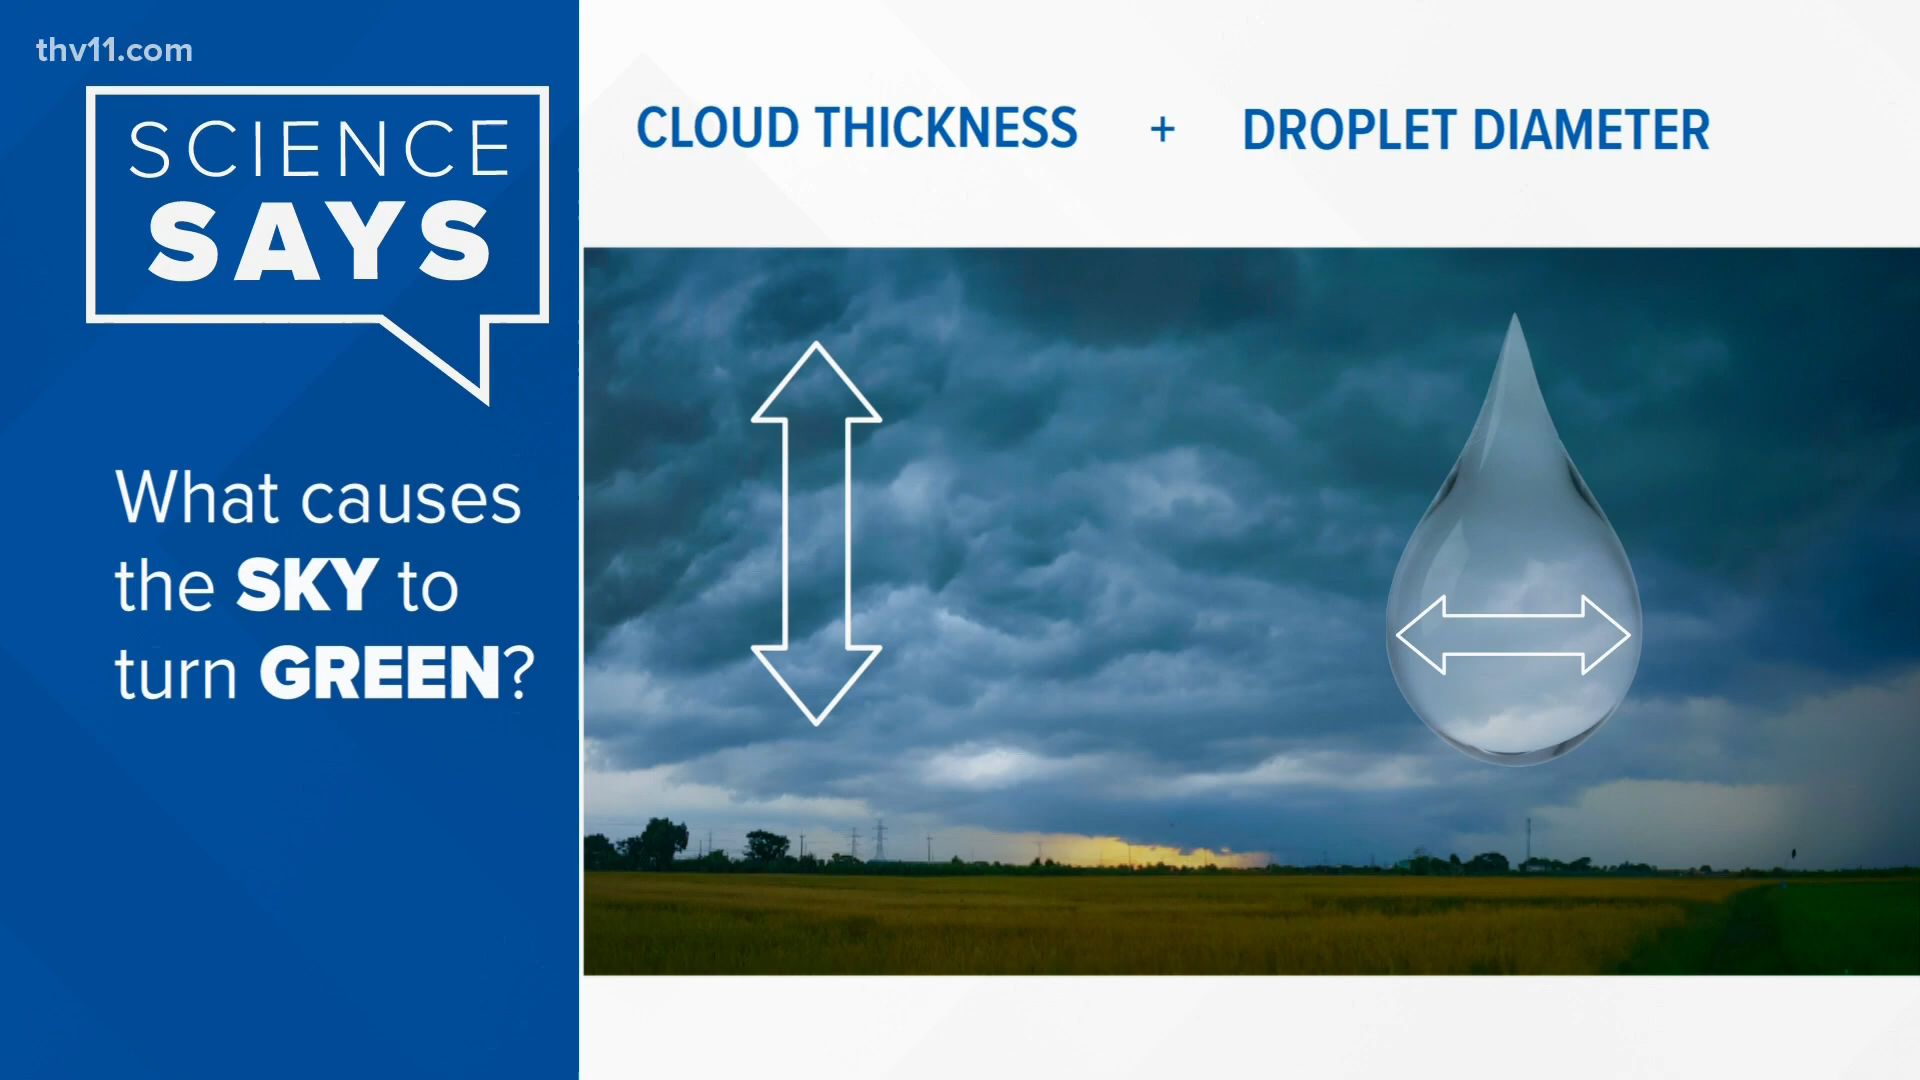 thv11.com
SCIENCE
SAYS
What causes
the SKY to
turn GREEN?
CLOUD THICKNESS + DROPLET DIAMETER